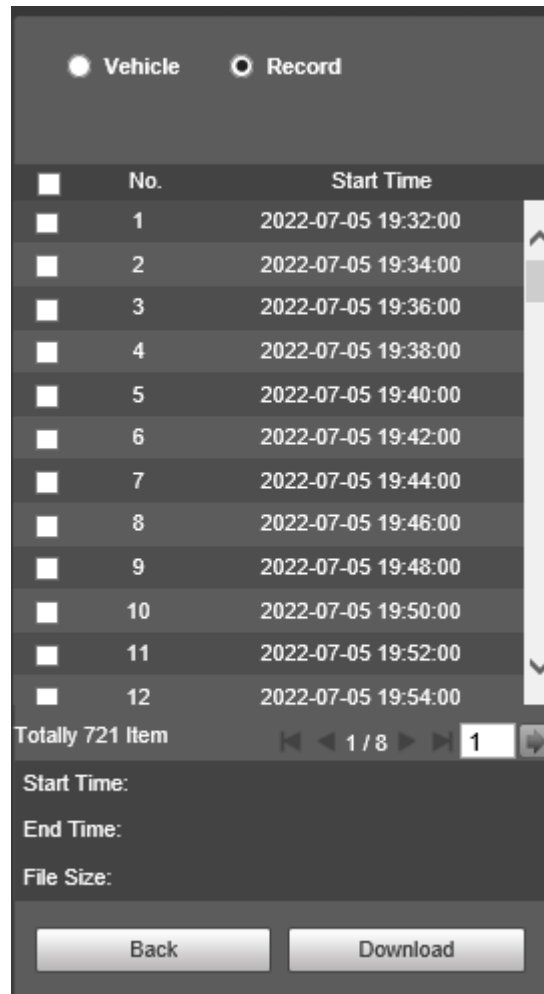 Vehicle Record
No. Start Time
1 2022-07-05 19:32:00
2 2022-07-05 19:34:00
3 2022-07-05 19:36:00
4 2022-07-05 19:38:00
5 2022-07-05 19:40:00
6 2022-07-05 19:42:00
7 2022-07-05 19:44:00
8 2022-07-05 19:46:00
9 2022-07-05 19:48:00
10 2022-07-05 19:50:00
11 2022-07-05 19:52:00
12 2022-07-05 19:54:00
Totally 721 Item 1 / 8 1
Start Time:
End Time:
File Size:
Back Download